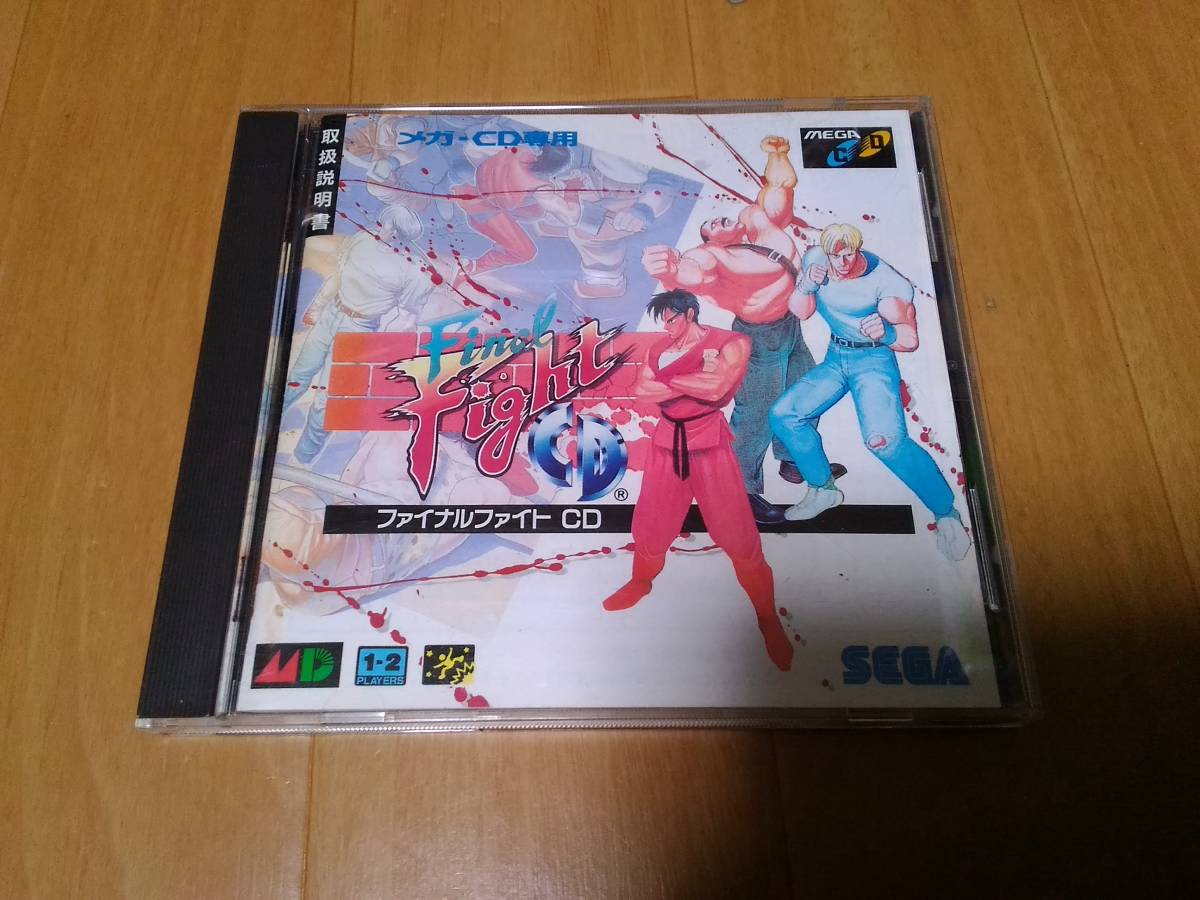 取扱説明書
メガ-CD専用
MEGA
CD
Final
Fight
CD
®
ファイナルファイト CD
MD
1-2
PLAYERS
SEGA